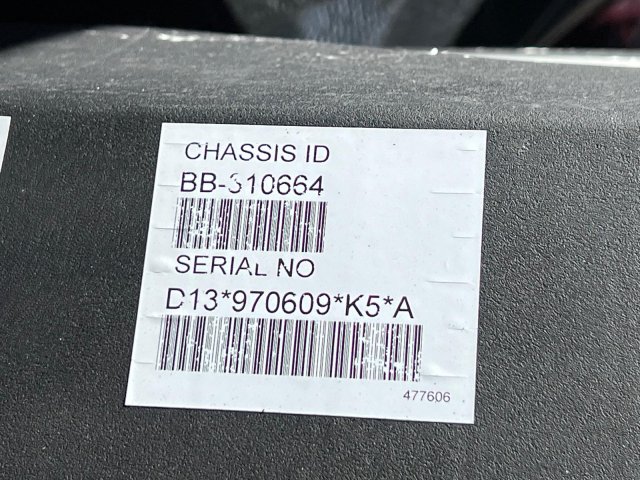 CHASSIS ID
BB-310664
SERIAL NO
D13*970609*K5*A
477606